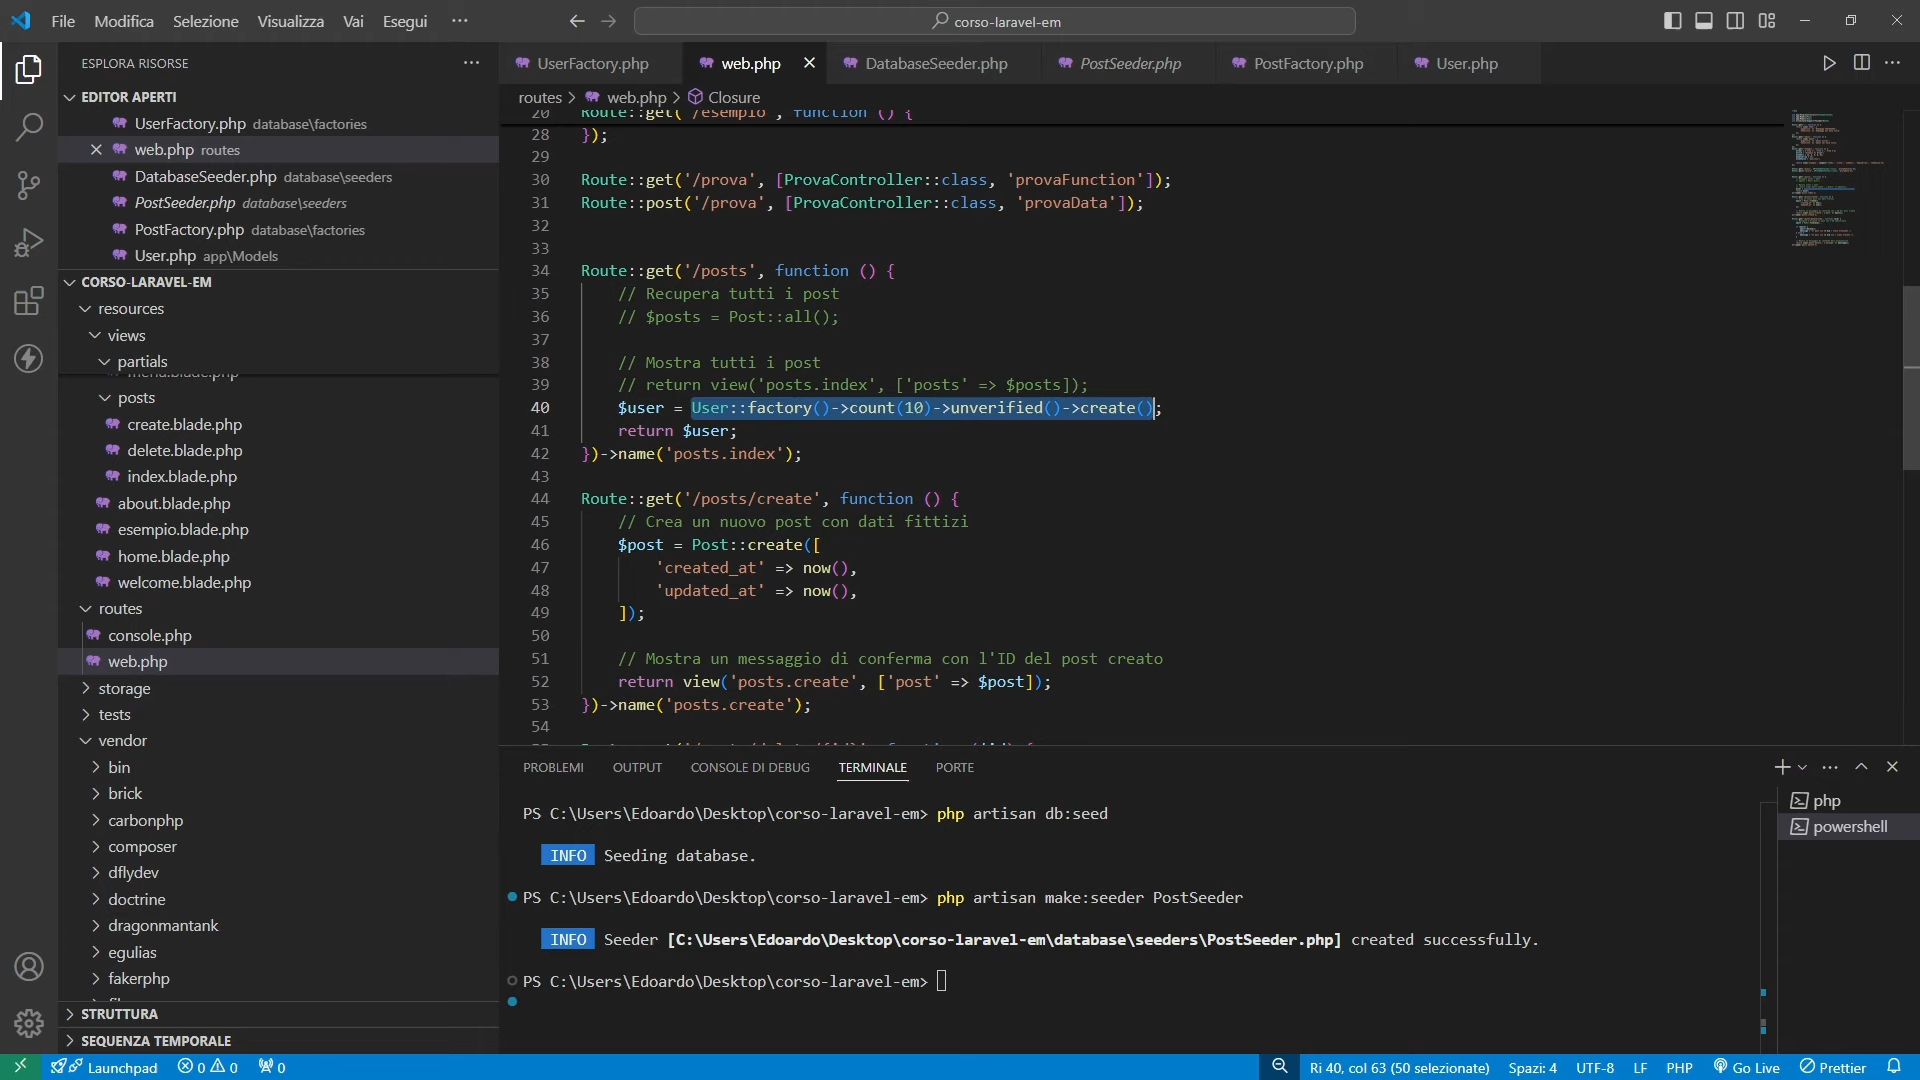 File Modifica Selezione Visualizza Vai Esegui ···
corso-laravel-em
ESPLORA RISORSE
EDITOR APERTI
UserFactory.php database\factories
web.php routes
DatabaseSeeder.php database\seeders
PostSeeder.php database\seeders
PostFactory.php database\factories
User.php app\Models
CORSO-LARAVEL-EM
resources
views
partials
posts
create.blade.php
delete.blade.php
index.blade.php
about.blade.php
esempio.blade.php
home.blade.php
welcome.blade.php
routes
console.php
web.php
storage
tests
vendor
bin
brick
carbonphp
composer
dflydev
doctrine
dragonmantank
egulias
fakerphp
STRUTTURA
SEQUENZA TEMPORALE
UserFactory.php web.php DatabaseSeeder.php PostSeeder.php PostFactory.php User.php
routes > web.php > Closure
20 Route::get('/esempio', function () {
28 });
29
30 Route::get('/prova', [ProvaController::class, 'provaFunction']);
31 Route::post('/prova', [ProvaController::class, 'provaData']);
32
33
34 Route::get('/posts', function () {
35 // Recupera tutti i post
36 // $posts = Post::all();
37
38 // Mostra tutti i post
39 // return view('posts.index', ['posts' => $posts]);
40 $user = User::factory()->count(10)->unverified()->create();
41 return $user;
42 })->name('posts.index');
43
44 Route::get('/posts/create', function () {
45 // Crea un nuovo post con dati fittizi
46 $post = Post::create([
47 'created_at' => now(),
48 'updated_at' => now(),
49 ]);
50
51 // Mostra un messaggio di conferma con l'ID del post creato
52 return view('posts.create', ['post' => $post]);
53 })->name('posts.create');
54
PROBLEMI OUTPUT CONSOLE DI DEBUG TERMINALE PORTE
PS C:\Users\Edoardo\Desktop\corso-laravel-em> php artisan db:seed
INFO Seeding database.
PS C:\Users\Edoardo\Desktop\corso-laravel-em> php artisan make:seeder PostSeeder
INFO Seeder [C:\Users\Edoardo\Desktop\corso-laravel-em\database\seeders\PostSeeder.php] created successfully.
PS C:\Users\Edoardo\Desktop\corso-laravel-em>
php
powershell
Launchpad 0 0 0
Ri 40, col 63 (50 selezionate) Spazi: 4 UTF-8 LF PHP Go Live Prettier